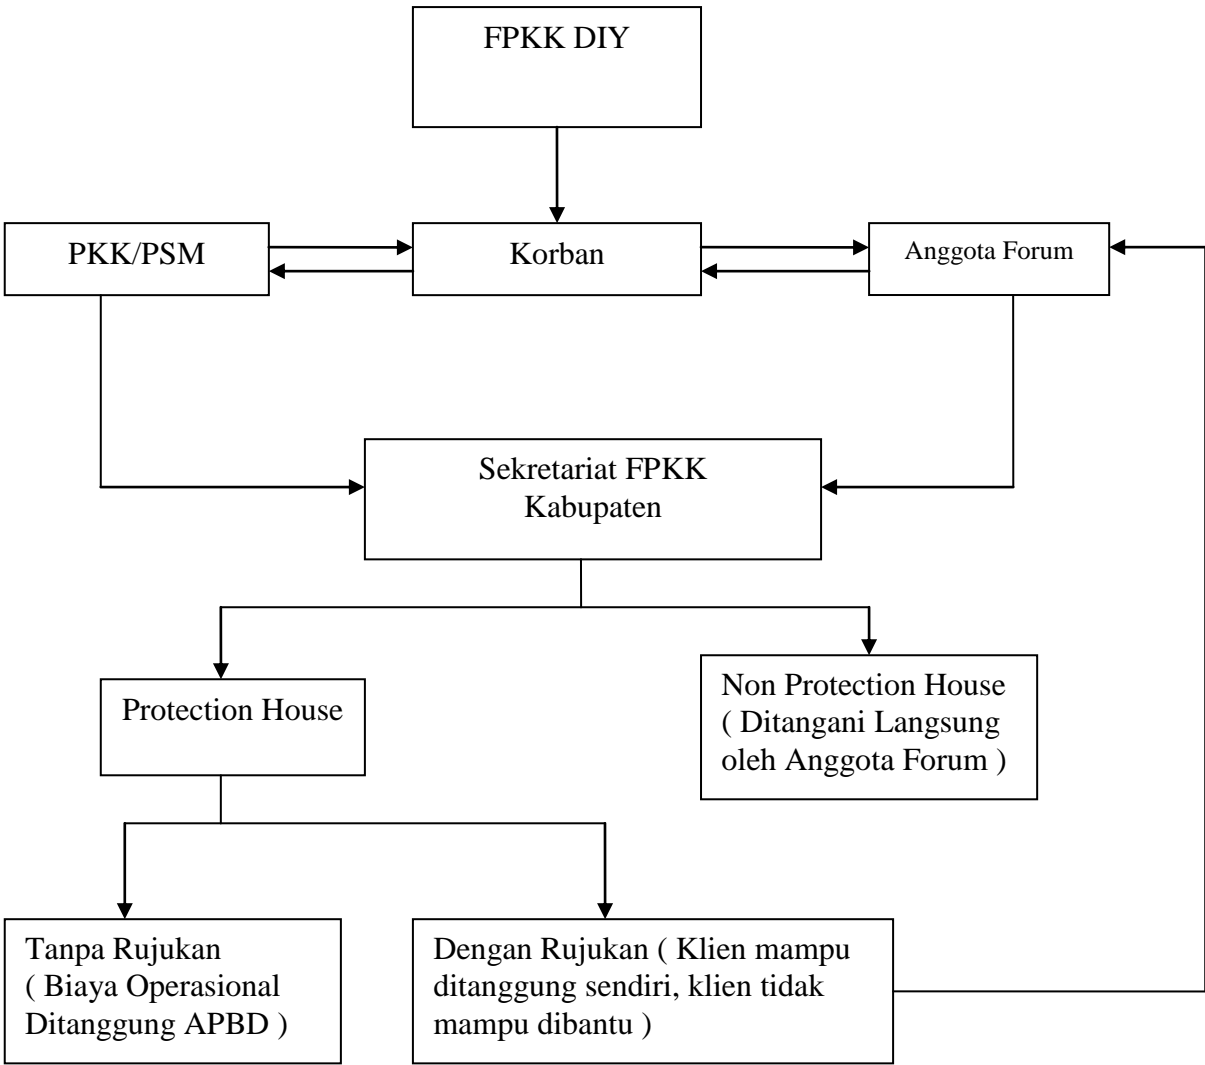 FPKK DIY
PKK/PSM
Korban
Anggota Forum
Sekretariat FPKK
Kabupaten
Protection House
Non Protection House
( Ditangani Langsung
oleh Anggota Forum )
Tanpa Rujukan
( Biaya Operasional
Ditanggung APBD )
Dengan Rujukan ( Klien mampu
ditanggung sendiri, klien tidak
mampu dibantu )